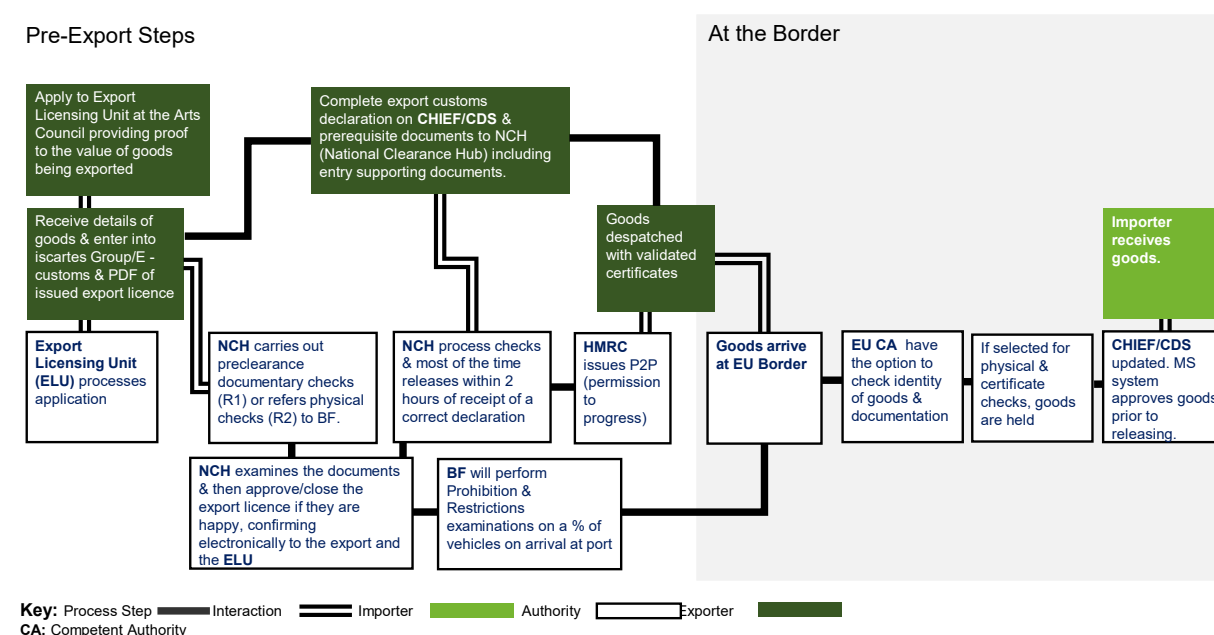 Pre-Export Steps
At the Border
Apply to Export
Licensing Unit at the Arts
Council providing proof
to the value of goods
being exported
Complete export customs
declaration on CHIEF/CDS &
prerequisite documents to NCH
(National Clearance Hub) including
entry supporting documents.
Receive details of
goods & enter into
iscartes Group/E -
customs & PDF of
issued export licence
Goods
despatched
with validated
certificates
Importer
receives
goods.
Export
Licensing Unit
(ELU) processes
application
NCH carries out
preclearance
documentary checks
(R1) or refers physical
checks (R2) to BF.
NCH process checks
& most of the time
releases within 2
hours of receipt of a
correct declaration
HMRC
issues P2P
(permission
to
progress)
Goods arrive
at EU Border
EU CA have
the option to
check identity
of goods &
documentation
If selected for
physical &
certificate
checks, goods
are held
CHIEF/CDS
updated. MS
system
approves goods
prior to
releasing.
NCH examines the documents
& then approve/close the
export licence if they are
happy, confirming
electronically to the export and
the ELU
BF will perform
Prohibition &
Restrictions
examinations on a % of
vehicles on arrival at port
Key: Process Step Interaction Importer Authority Exporter
CA: Competent Authority